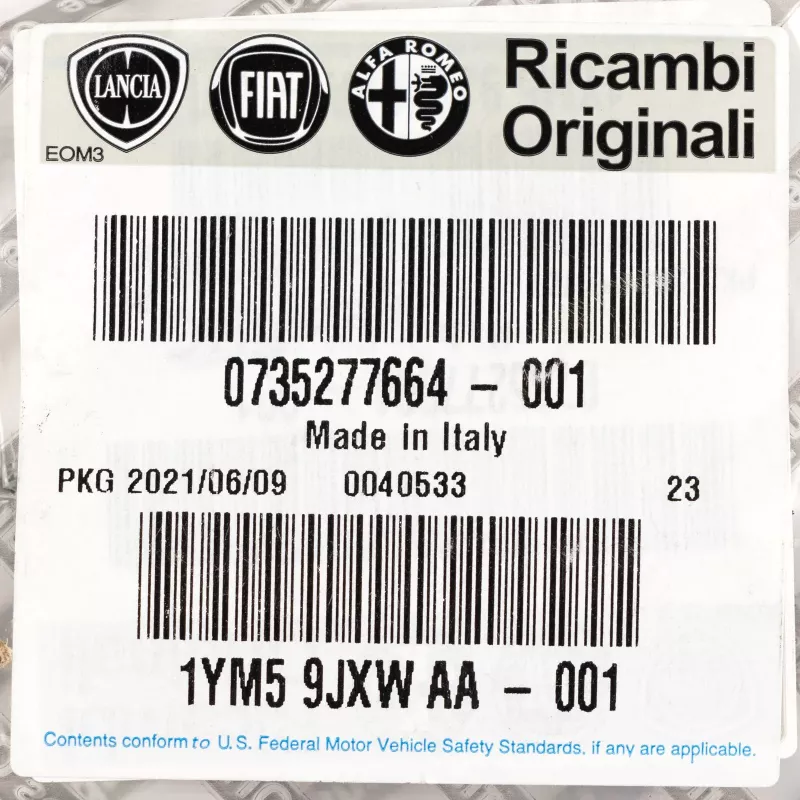 LANCIA
FIAT
ALFA ROMEO
Ricambi
Originali
EOM3
0735277664 - 001
Made in Italy
PKG 2021/06/09 0040533 23
1YM5 9JXW AA - 001
Contents conform to U.S. Federal Motor Vehicle Safety Standards, if any are applicable.